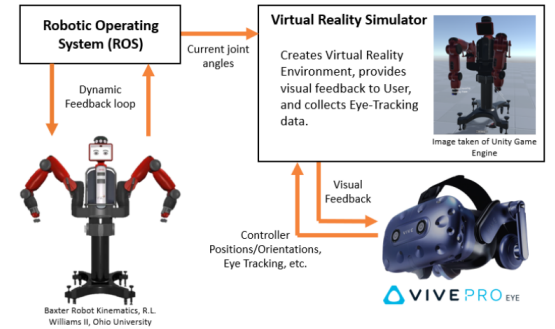 Robotic Operating
System (ROS)
Current joint
angles
Virtual Reality Simulator
Creates Virtual Reality
Environment, provides
visual feedback to User,
and collects Eye-Tracking
data.
Image taken of Unity Game
Engine
Dynamic
Feedback loop
Visual
Feedback
Controller
Positions/Orientations,
Eye Tracking, etc.
VIVE
VIVE PRO EYE
Baxter Robot Kinematics, R.L.
Williams II, Ohio University